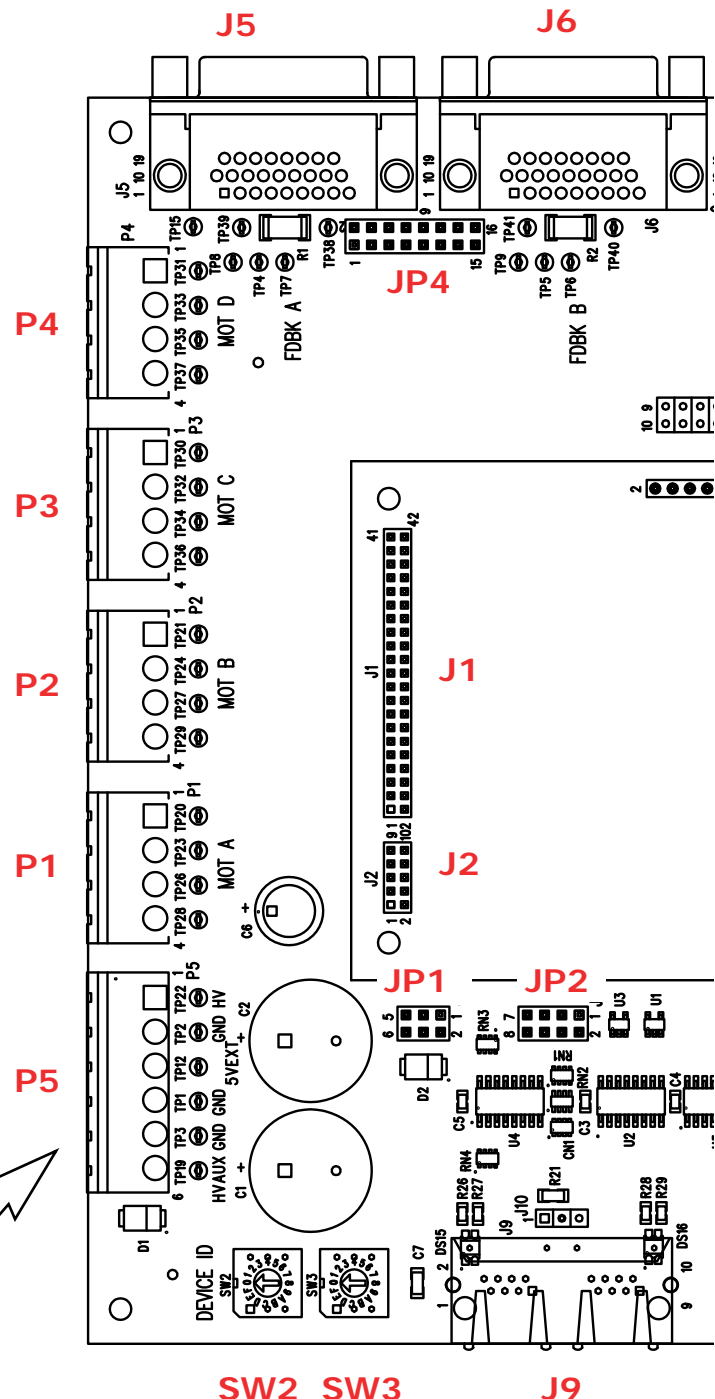 J5 J6
19
10
1
J5
19
10
1
J6
P4
TP15
TP39
R1
TP38
2
9
16
1
15
JP4
TP41
R2
TP40
TP8
TP4
TP7
TP9
TP5
TP6
FDBK A
FDBK B
P4
1
TP31
TP33
TP35
TP37
4
MOT D
10 9
2
P3
1
P3
TP30
TP32
TP34
TP36
4
MOT C
41
42
J1
J1
1
P2
1
P2
TP21
TP24
TP27
TP29
4
MOT B
P1
1
P1
TP20
TP23
TP26
TP28
4
MOT A
9
10
2
J2
J2
1
2
+
C6
P5
1
P5
TP22
TP2
TP12
TP1
TP3
TP19
6
HV
GND
5VEXT
GND
GND
HVAUX
C2
+
C1
+
JP1 JP2
5
6
1
2
RN3
7
8
1
2
J
U3
U1
D2
RN1
RN2
C5
U4
CN1
C3
U2
C4
RN4
R26
R27
R21
J10
1
R28
R29
D1
DEVICE ID
SW2
0123456789ABCDEF
SW3
0123456789ABCDEF
C7
DS15
J9
DS16
2
1
10
9
SW2 SW3 J9